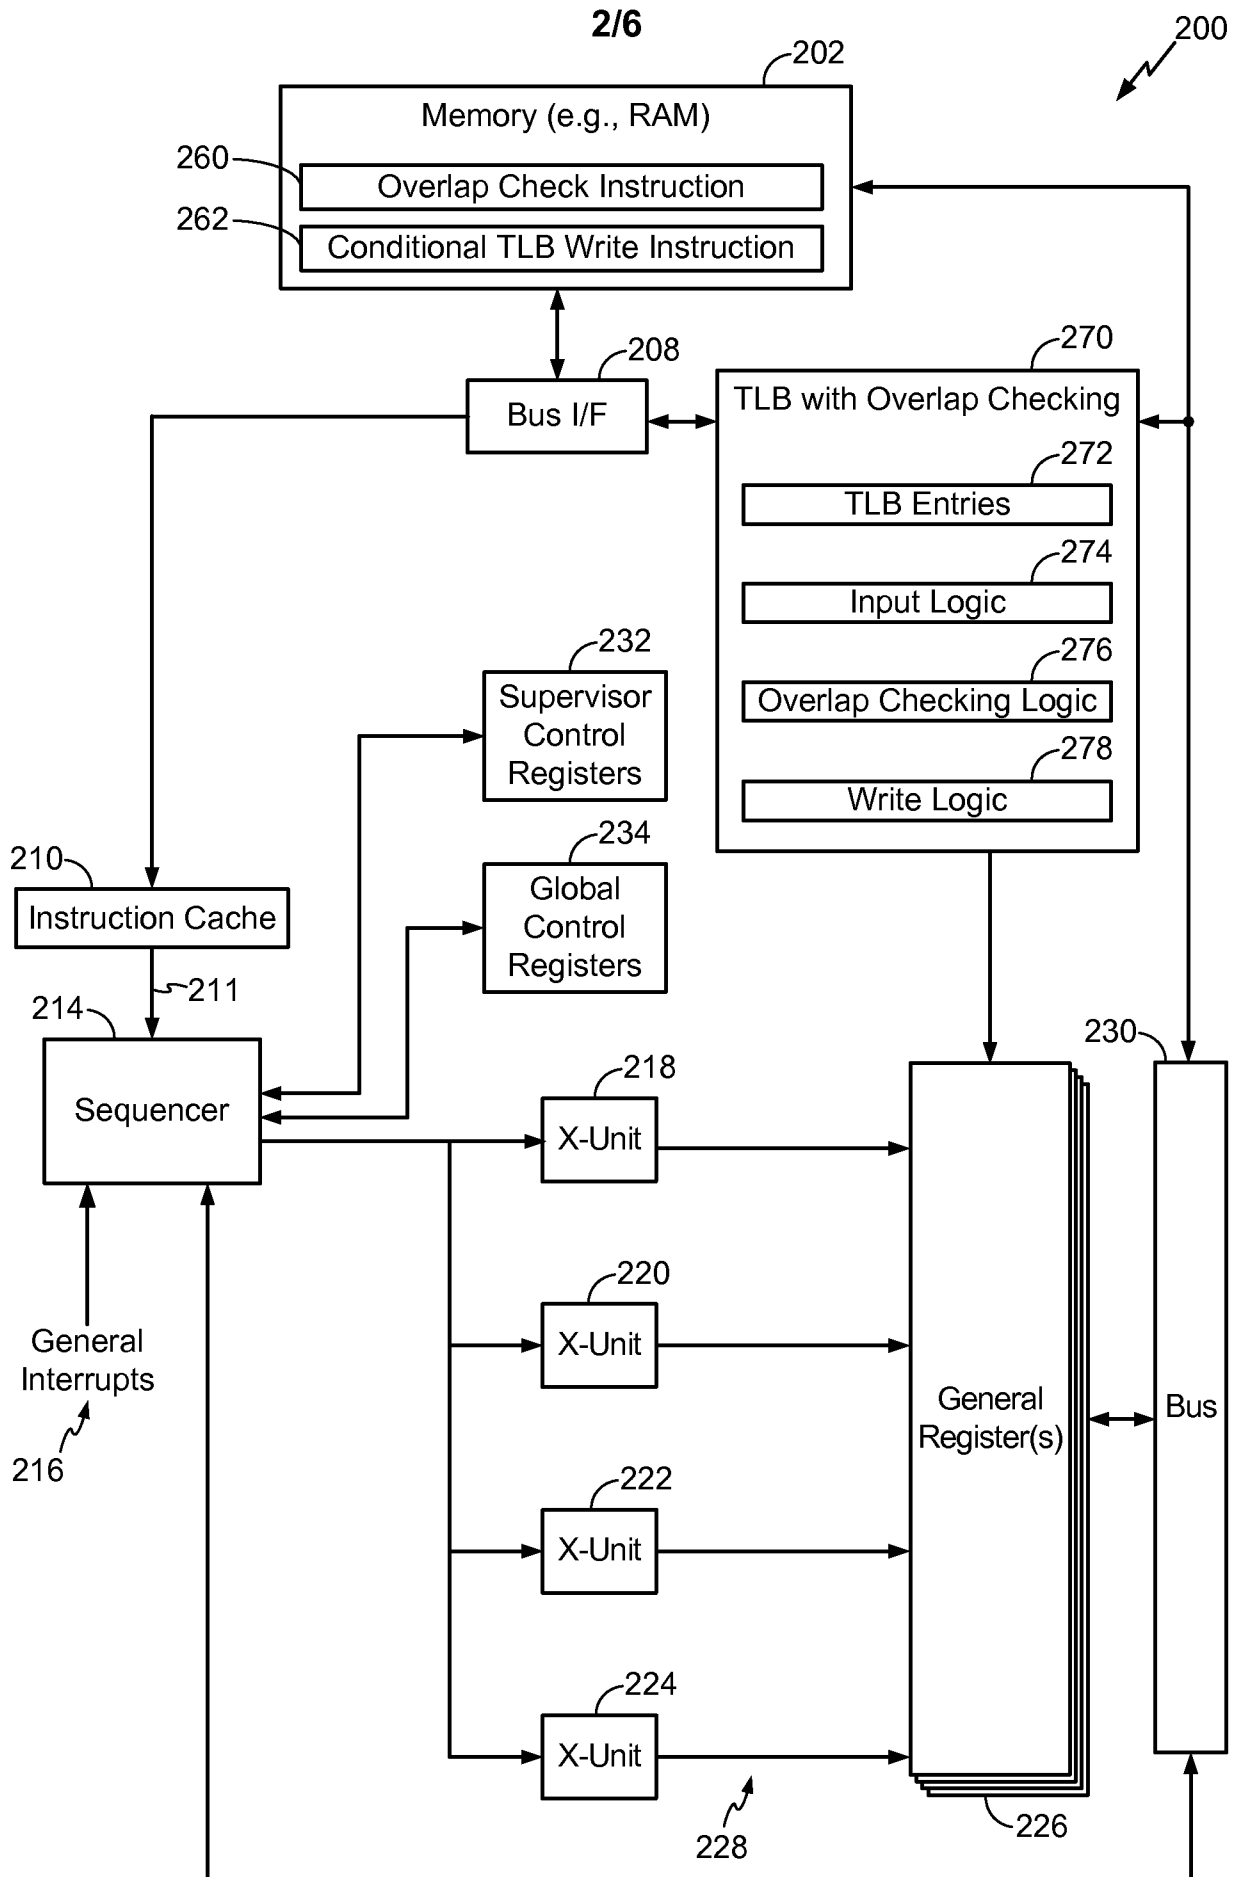 2/6
200
202
Memory (e.g., RAM)
260
Overlap Check Instruction
262
Conditional TLB Write Instruction
208
Bus I/F
270
TLB with Overlap Checking
272
TLB Entries
274
Input Logic
276
Overlap Checking Logic
278
Write Logic
232
Supervisor
Control
Registers
234
Global
Control
Registers
210
Instruction Cache
211
214
Sequencer
General
Interrupts
216
218
X-Unit
220
X-Unit
222
X-Unit
224
X-Unit
228
General
Register(s)
226
230
Bus